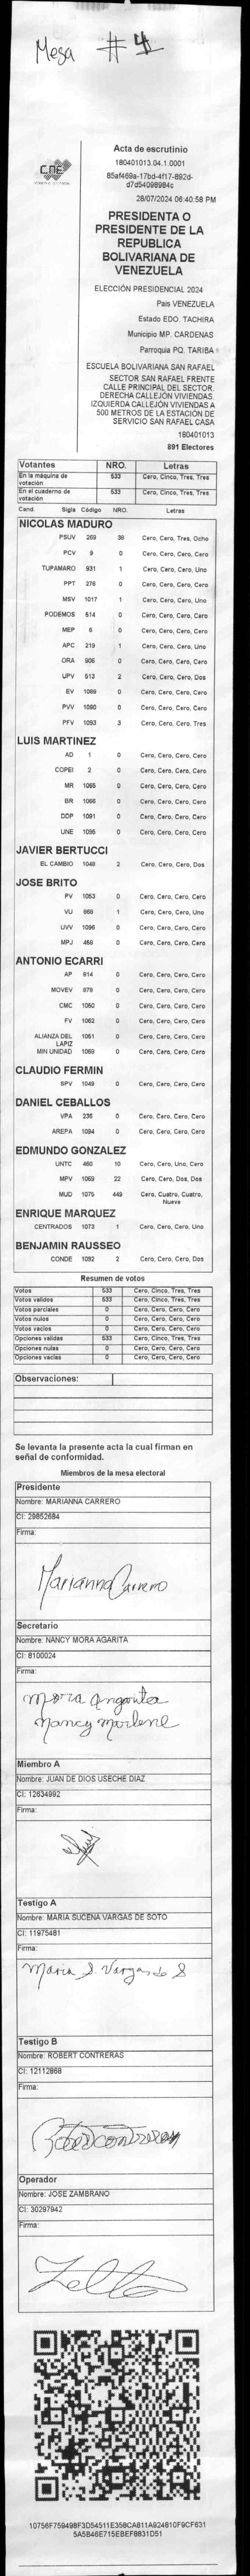 Mesa #4
CNE
Acta de escrutinio
180401013.04.1.0001
85af469a-17bd-4f17-892d-
d7d54098984c
28/07/2024 06:40:58 PM
PRESIDENTA O
PRESIDENTE DE LA
REPUBLICA
BOLIVARIANA DE
VENEZUELA
ELECCIÓN PRESIDENCIAL 2024
Pais VENEZUELA
Estado EDO. TACHIRA
Municipio MP. CARDENAS
Parroquia PQ. TARIBA
ESCUELA BOLIVARIANA SAN RAFAEL
SECTOR SAN RAFAEL FRENTE
CALLE PRINCIPAL DEL SECTOR.
DERECHA CALLEJÓN VIVIENDAS.
IZQUIERDA CALLEJÓN VIVIENDAS A
500 METROS DE LA ESTACIÓN DE
SERVICIO SAN RAFAEL CASA
180401013
891 Electores
Votantes NRO. Letras
En la máquina de votación 533 Cero, Cinco, Tres, Tres
En el cuaderno de votación 533 Cero, Cinco, Tres, Tres
Cand. Sigla Código NRO. Letras
NICOLAS MADURO
PSUV 269 38 Cero, Cero, Tres, Ocho
PCV 9 0 Cero, Cero, Cero, Cero
TUPAMARO 931 1 Cero, Cero, Cero, Uno
PPT 276 0 Cero, Cero, Cero, Cero
MSV 1017 1 Cero, Cero, Cero, Uno
PODEMOS 514 0 Cero, Cero, Cero, Cero
MEP 6 0 Cero, Cero, Cero, Cero
APC 219 1 Cero, Cero, Cero, Uno
ORA 906 0 Cero, Cero, Cero, Cero
UPV 513 2 Cero, Cero, Cero, Dos
EV 1089 0 Cero, Cero, Cero, Cero
PVV 1090 0 Cero, Cero, Cero, Cero
PFV 1093 3 Cero, Cero, Cero, Tres
LUIS MARTINEZ
AD 1 0 Cero, Cero, Cero, Cero
COPEI 2 0 Cero, Cero, Cero, Cero
MR 1065 0 Cero, Cero, Cero, Cero
BR 1066 0 Cero, Cero, Cero, Cero
DDP 1091 0 Cero, Cero, Cero, Cero
UNE 1095 0 Cero, Cero, Cero, Cero
JAVIER BERTUCCI
EL CAMBIO 1048 2 Cero, Cero, Cero, Dos
JOSE BRITO
PV 1053 0 Cero, Cero, Cero, Cero
VU 868 1 Cero, Cero, Cero, Uno
UVV 1096 0 Cero, Cero, Cero, Cero
MPJ 459 0 Cero, Cero, Cero, Cero
ANTONIO ECARRI
AP 814 0 Cero, Cero, Cero, Cero
MOVEV 878 0 Cero, Cero, Cero, Cero
CMC 1050 0 Cero, Cero, Cero, Cero
FV 1062 0 Cero, Cero, Cero, Cero
ALIANZA DEL LAPIZ 1051 0 Cero, Cero, Cero, Cero
MIN UNIDAD 1069 0 Cero, Cero, Cero, Cero
CLAUDIO FERMIN
SPV 1049 0 Cero, Cero, Cero, Cero
DANIEL CEBALLOS
VPA 236 0 Cero, Cero, Cero, Cero
AREPA 1094 0 Cero, Cero, Cero, Cero
EDMUNDO GONZALEZ
UNTC 460 10 Cero, Cero, Uno, Cero
MPV 22 Cero, Cero, Dos, Dos
MUD 1075 449 Cero, Cuatro, Cuatro,
Nueve
ENRIQUE MARQUEZ
CENTRADOS 1073 1 Cero, Cero, Cero, Uno
BENJAMIN RAUSSEO
CONDE 1092 2 Cero, Cero, Cero, Dos
Resumen de votos
Votos 533 Cero, Cinco, Tres, Tres
Votos validos 533 Cero, Cinco, Tres, Tres
Votos parciales 0 Cero, Cero, Cero, Cero
Votos nulos 0 Cero, Cero, Cero, Cero
Votos vacios 0 Cero, Cero, Cero, Cero
Opciones validas 533 Cero, Cinco, Tres, Tres
Opciones nulas 0 Cero, Cero, Cero, Cero
Opciones vacias 0 Cero, Cero, Cero, Cero
Observaciones:
Se levanta la presente acta la cual firman en
señal de conformidad.
Miembros de la mesa electoral
Presidente
Nombre: MARIANNA CARRERO
CI: 29852684
Firma:
Marianna Carrero
Secretario
Nombre: NANCY MORA AGARITA
CI: 8100024
Firma:
Mora Angarita
Nancy Marlene
Miembro A
Nombre: JUAN DE DIOS USECHE DIAZ
CI: 12634992
Firma:
Testigo A
Nombre: MARIA SUCENA VARGAS DE SOTO
CI: 11975481
Firma:
Maria S. Vargas de S
Testigo B
Nombre: ROBERT CONTRERAS
CI: 12112868
Firma:
Robert contreras
Operador
Nombre: JOSE ZAMBRANO
CI: 30297942
Firma:
10756F759498F3D54511E358CA811A924810F9CF631
5A5B46E715EBEF8831D51